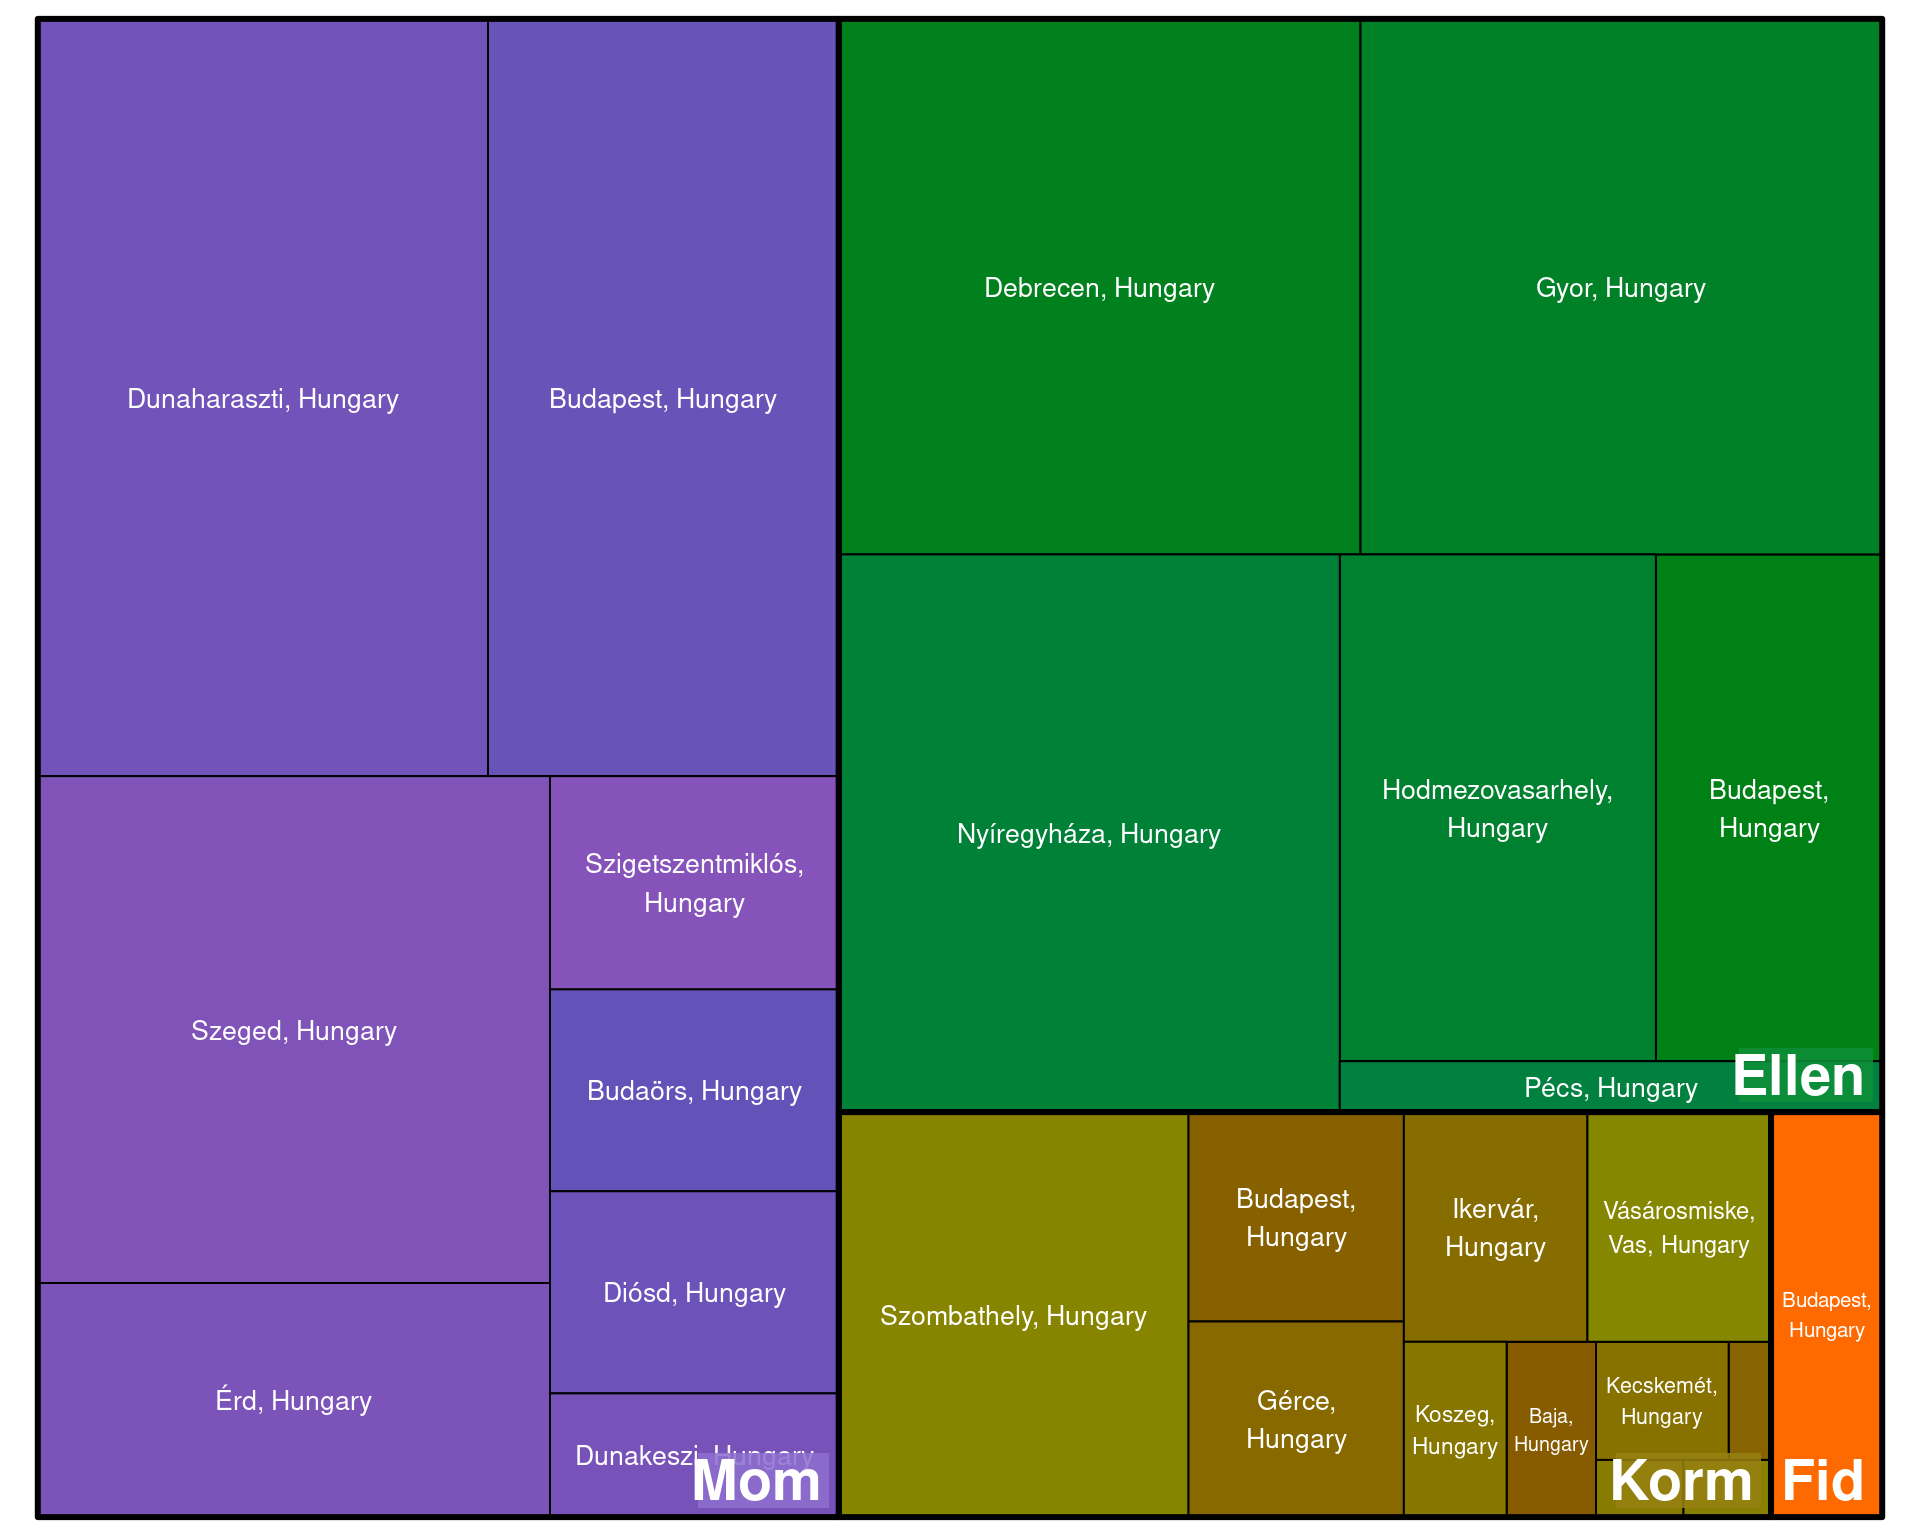 Dunaharaszti, Hungary
Budapest, Hungary
Szeged, Hungary
Szigetszentmiklós,
Hungary
Budaörs, Hungary
Diósd, Hungary
Érd, Hungary
Dunakeszi, Hungary
Mom
Debrecen, Hungary
Gyor, Hungary
Nyíregyháza, Hungary
Hodmezovasarhely,
Hungary
Budapest,
Hungary
Pécs, Hungary
Ellen
Szombathely, Hungary
Budapest,
Hungary
Gérce,
Hungary
Ikervár,
Hungary
Vásárosmiske,
Vas, Hungary
Koszeg,
Hungary
Baja,
Hungary
Kecskemét,
Hungary
Korm
Budapest,
Hungary
Fid